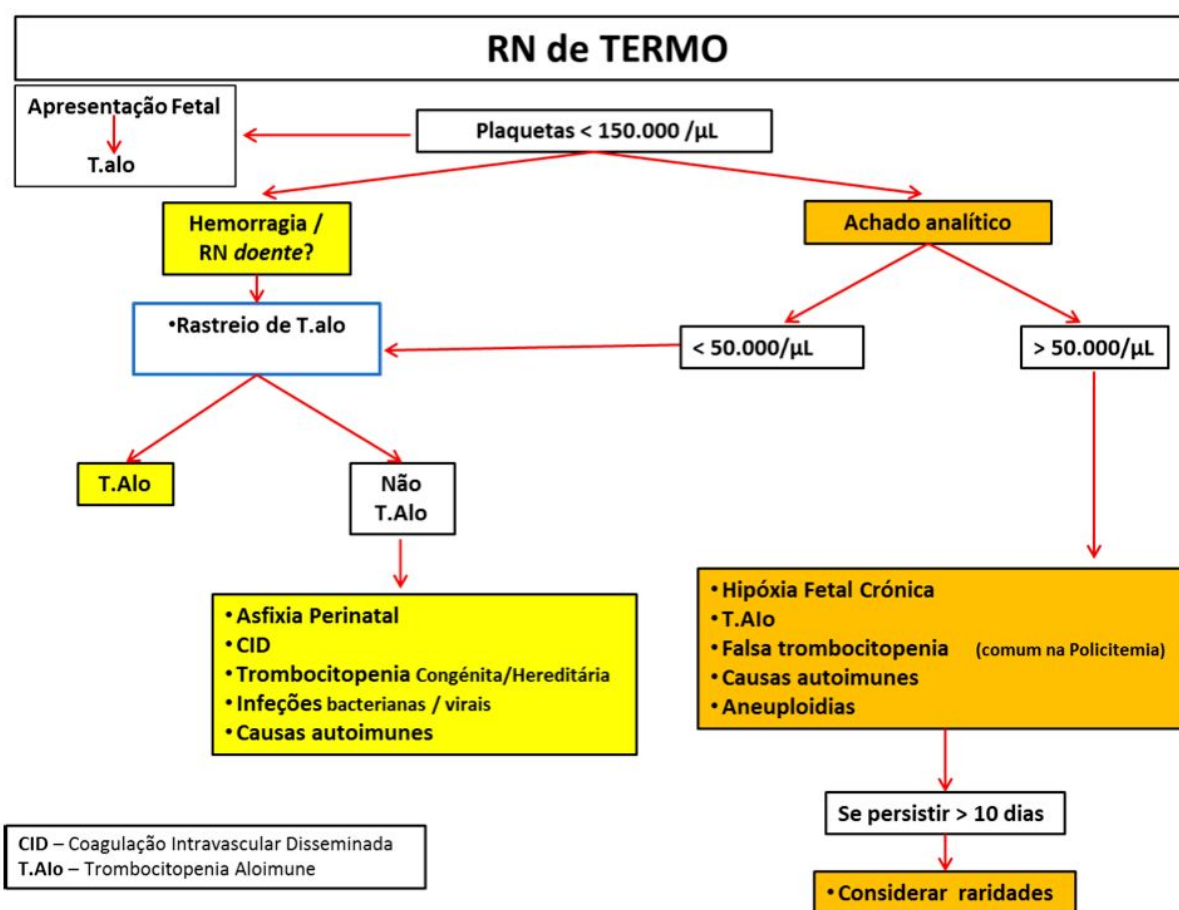 RN de TERMO
Apresentação Fetal
T.alo
Plaquetas < 150.000 /µL
Hemorragia /
RN doente?
Achado analítico
•Rastreio de T.alo
< 50.000/µL
> 50.000/µL
T.Alo
Não
T.Alo
• Asfixia Perinatal
• CID
• Trombocitopenia Congénita/Hereditária
• Infeções bacterianas / virais
• Causas autoimunes
• Hipóxia Fetal Crónica
• T.Alo
• Falsa trombocitopenia (comum na Policitemia)
• Causas autoimunes
• Aneuploidias
Se persistir > 10 dias
• Considerar raridades
CID – Coagulação Intravascular Disseminada
T.Alo – Trombocitopenia Aloimune